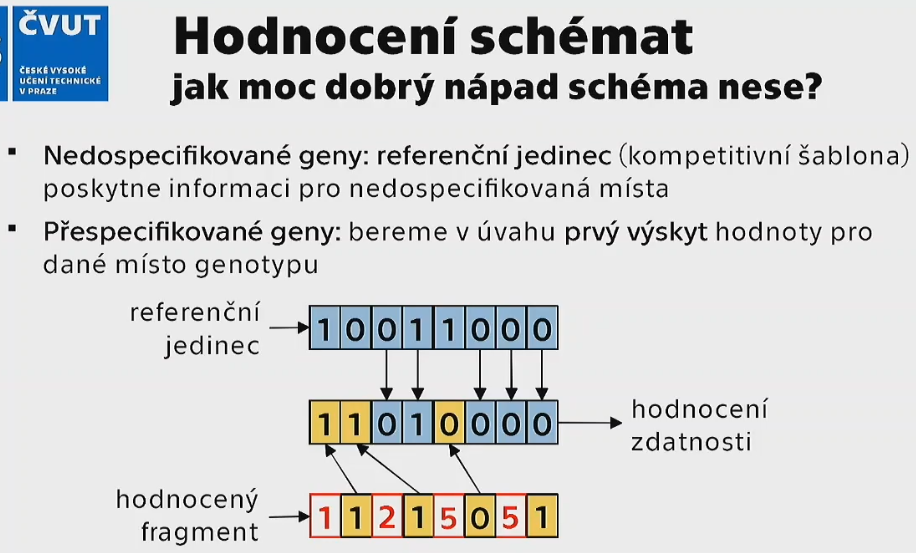 ČVUT
ČESKÉ VYSOKÉ
UČENÍ TECHNICKÉ
V PRAZE
Hodnocení schémat
jak moc dobrý nápad schéma nese?
▪ Nedospecifikované geny: referenční jedinec (kompetitivní šablona)
poskytne informaci pro nedospecifikovaná místa
▪ Přespecifikované geny: bereme v úvahu prvý výskyt hodnoty pro
dané místo genotypu
referenční
jedinec
1 0 0 1 1 0 0 0
1 1 0 1 0 0 0 0
hodnocení
zdatnosti
hodnocený
fragment
1 1 2 1 5 0 5 1